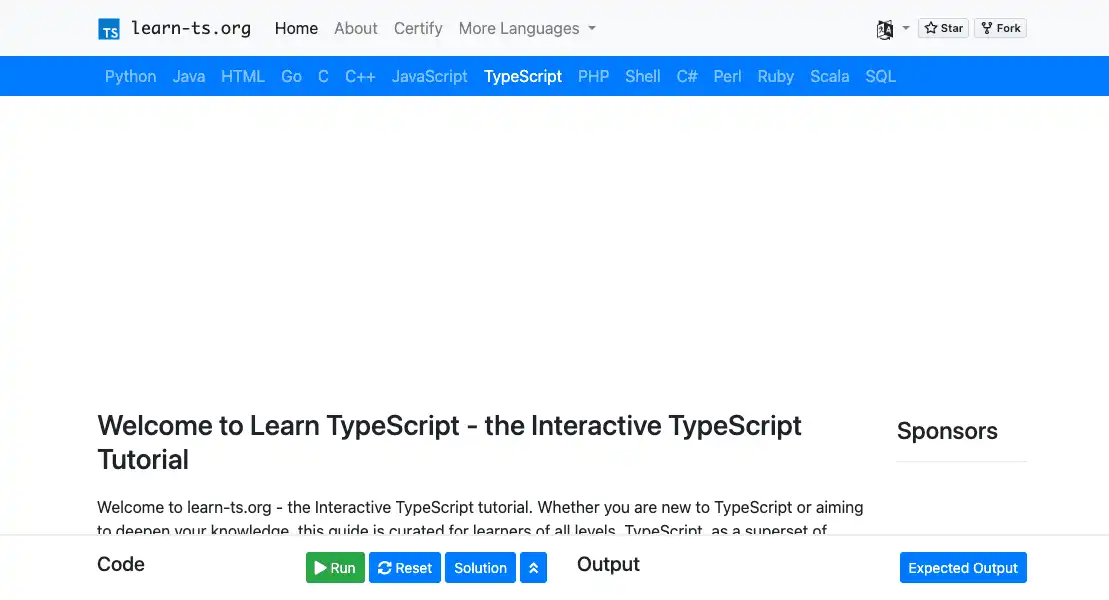 TS learn-ts.org Home About Certify More Languages Star Fork
Python Java HTML Go C C++ JavaScript TypeScript PHP Shell C# Perl Ruby Scala SQL
Welcome to Learn TypeScript - the Interactive TypeScript
Tutorial
Sponsors
Welcome to learn-ts.org - the Interactive TypeScript tutorial. Whether you are new to TypeScript or aiming
to deepen your knowledge, this guide is curated for learners of all levels. TypeScript, as a superset of
Code Run Reset Solution Output Expected Output